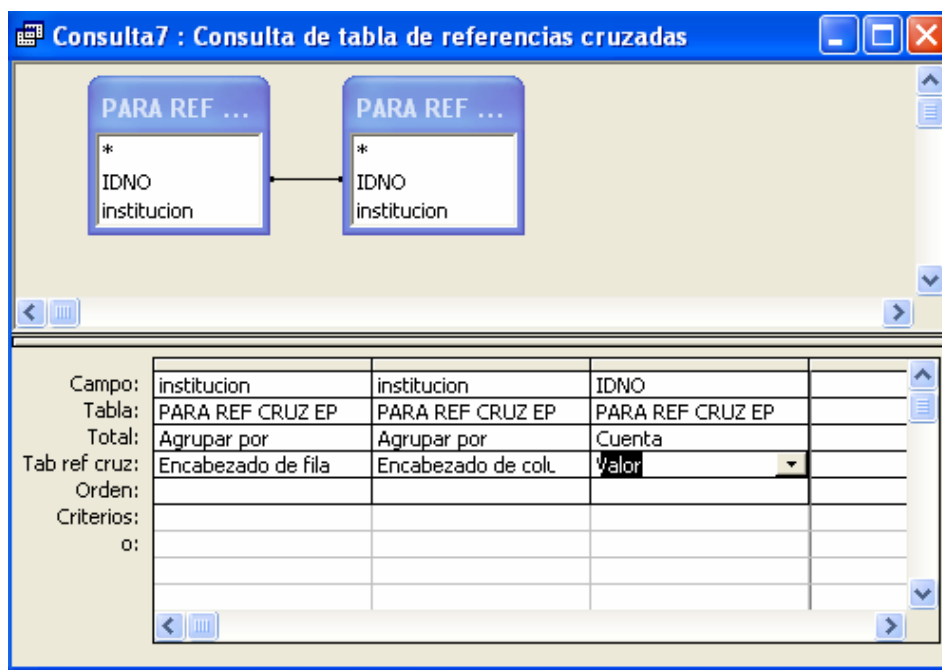 Consulta7 : Consulta de tabla de referencias cruzadas
PARA REF ... PARA REF ...
* *
IDNO IDNO
institucion institucion
Campo: institucion institucion IDNO
Tabla: PARA REF CRUZ EP PARA REF CRUZ EP PARA REF CRUZ EP
Total: Agrupar por Agrupar por Cuenta
Tab ref cruz: Encabezado de fila Encabezado de colu Valor
Orden:
Criterios:
o: